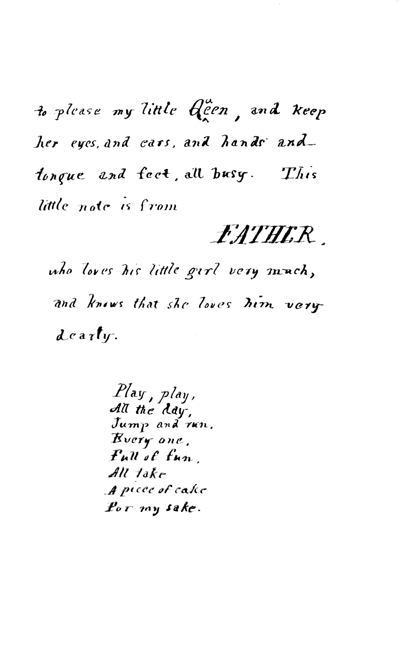 to please my little Queen, and keep
her eyes, and ears, and hands and
tongue and feet, all busy. This
little note is from
FATHER.
who loves his little girl very much,
and knows that she loves him very
dearly.
Play, play,
All the day,
Jump and run,
Every one,
Full of fun,
All take
A piece of cake
For my sake.